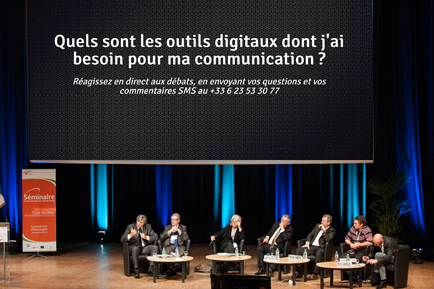 Quels sont les outils digitaux dont j'ai
besoin pour ma communication ?
Réagissez en direct aux débats, en envoyant vos questions et vos
commentaires SMS au +33 6 23 53 30 77
Séminaire